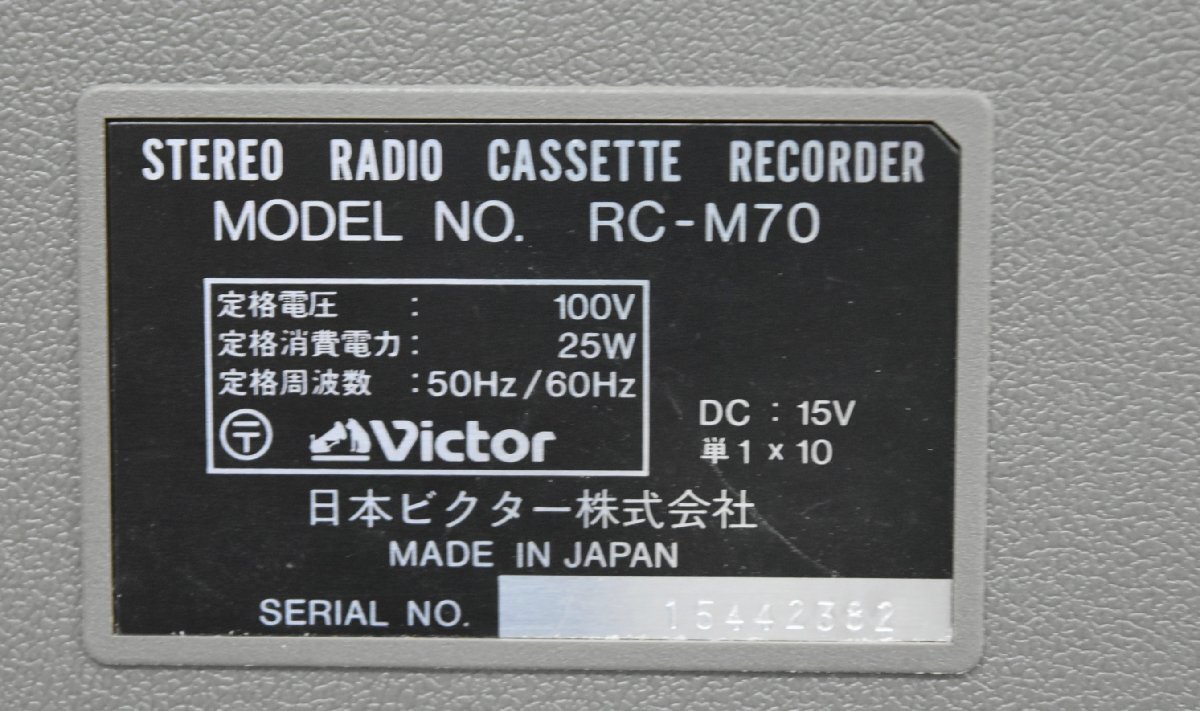 STEREO RADIO CASSETTE RECORDER
MODEL NO. RC-M70
定格電圧 : 100V
定格消費電力 : 25W
定格周波数 : 50Hz/60Hz
〒 Victor
DC : 15V
単1 x 10
日本ビクター株式会社
MADE IN JAPAN
SERIAL NO. 15442382